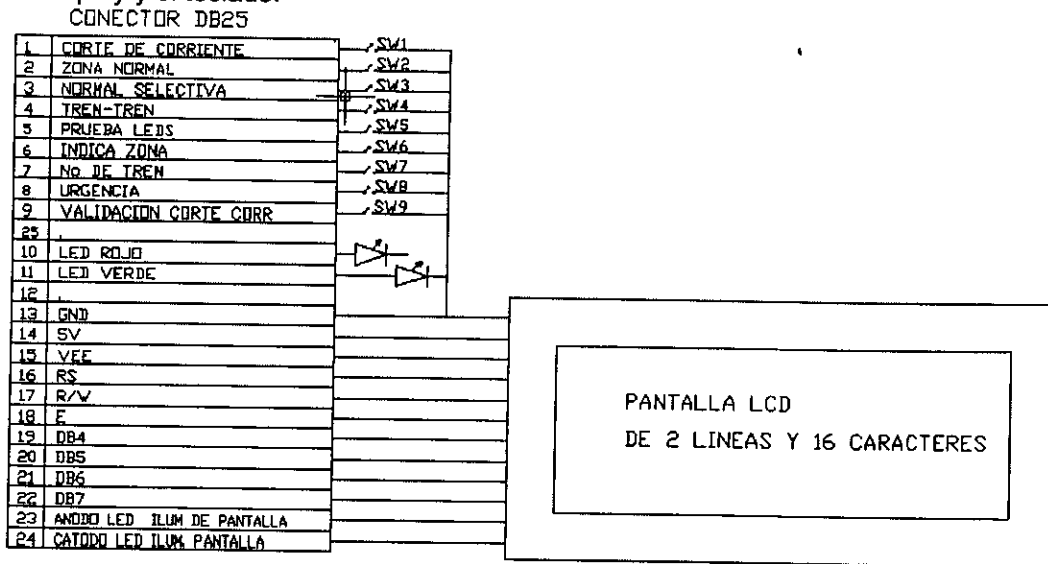 CONECTOR DB25
1 CORTE DE CORRIENTE SW1
2 ZONA NORMAL SW2
3 NORMAL SELECTIVA SW3
4 TREN-TREN SW4
5 PRUEBA LEDS SW5
6 INDICA ZONA SW6
7 No DE TREN SW7
8 URGENCIA SW8
9 VALIDACION CORTE CORR SW9
25 .
10 LED ROJO
11 LED VERDE
12 .
13 GND
14 5V
15 VEE
16 RS
17 R/W
18 E
19 DB4
20 DB5
21 DB6
22 DB7
23 ANODO LED ILUM DE PANTALLA
24 CATODO LED ILUM. PANTALLA
PANTALLA LCD
DE 2 LINEAS Y 16 CARACTERES